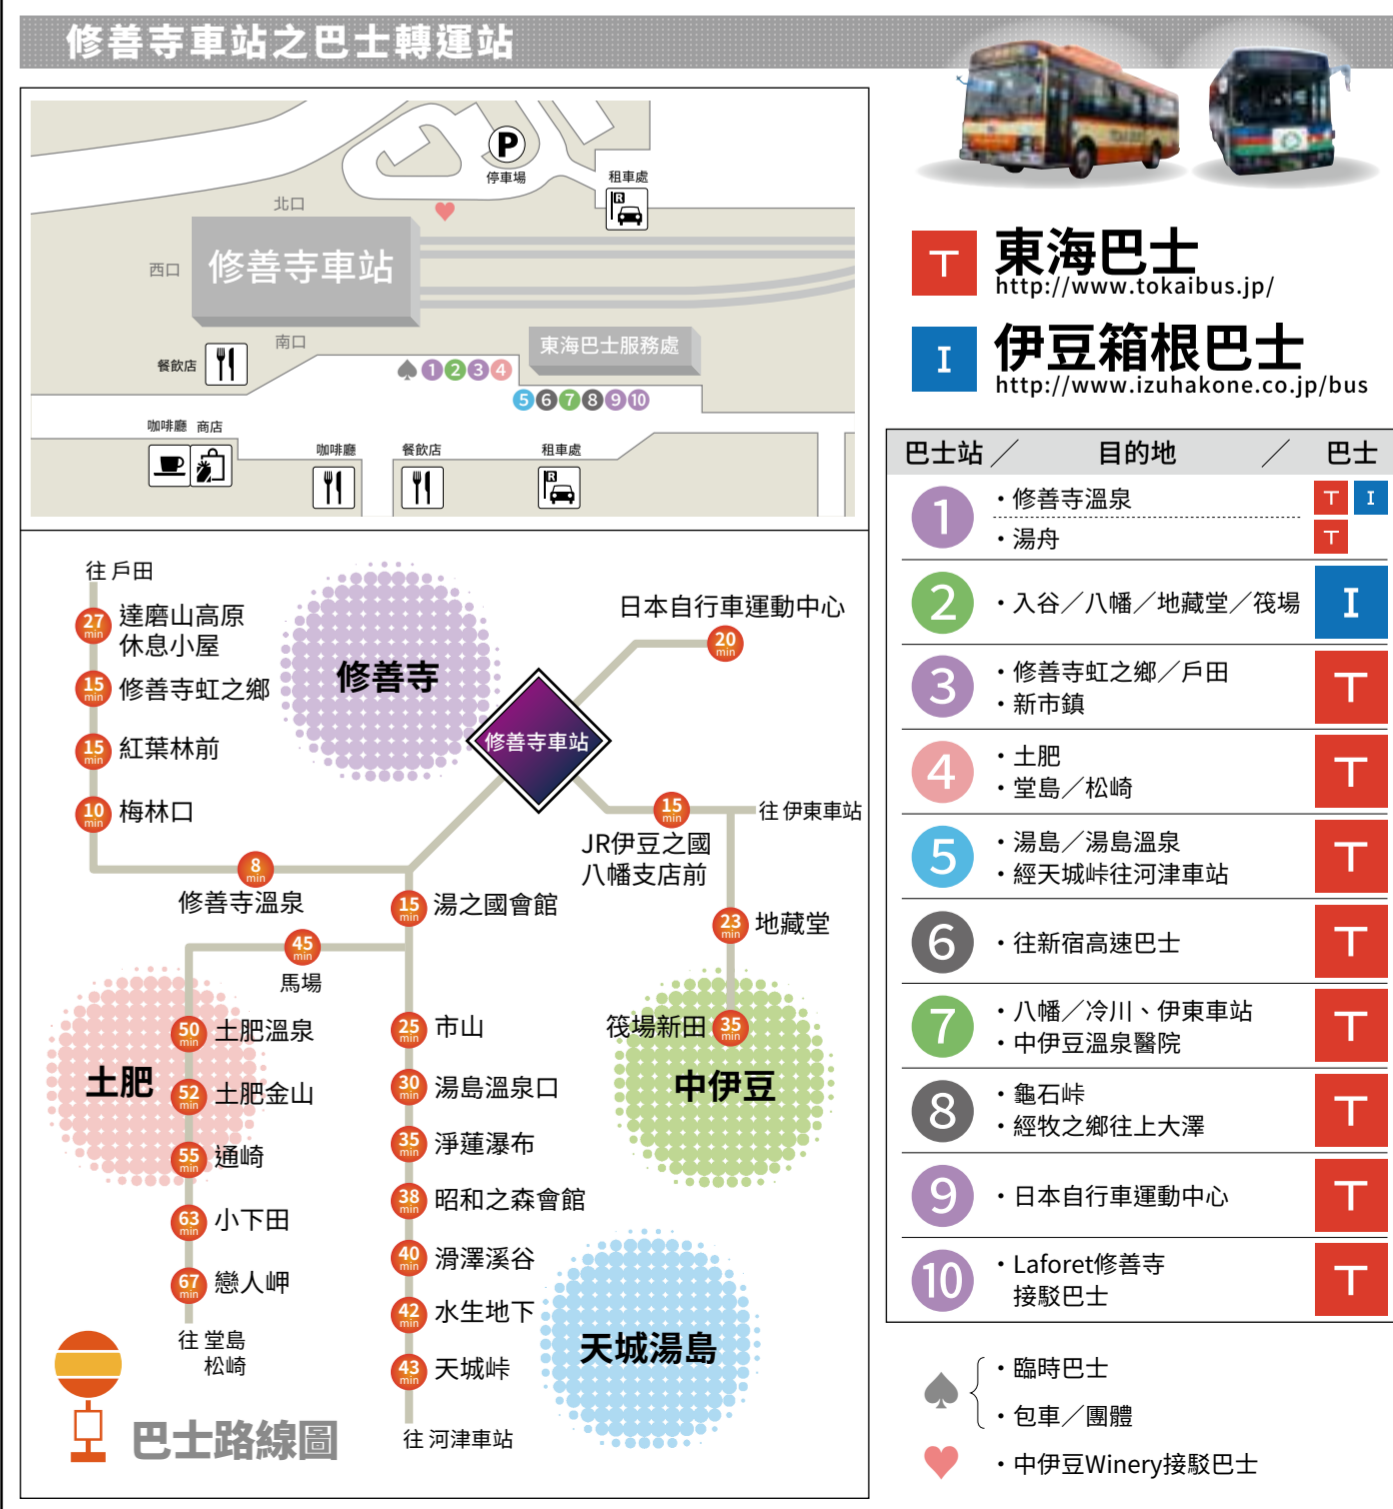 修善寺車站之巴士轉運站
P
停車場
租車處
R
北口
西口
修善寺車站
南口
東海巴士服務處
餐飲店
1 2 3 4
5 6 7 8 9 10
咖啡廳 商店
咖啡廳
餐飲店
租車處
R
T 東海巴士
http://www.tokaibus.jp/
I 伊豆箱根巴士
http://www.izuhakone.co.jp/bus
巴士站／ 目的地 ／ 巴士
1 ・修善寺溫泉 T I
・湯舟 T
2 ・入谷／八幡／地藏堂／筏場 I
3 ・修善寺虹之鄉／戶田 T
・新市鎮
4 ・土肥 T
・堂島／松崎
5 ・湯島／湯島溫泉 T
・經天城峠往河津車站
6 ・往新宿高速巴士 T
7 ・八幡／冷川、伊東車站 T
・中伊豆溫泉醫院
8 ・龜石峠 T
・經牧之鄉往上大澤
9 ・日本自行車運動中心 T
10 ・Laforet修善寺 T
接駁巴士
・臨時巴士
・包車／團體
・中伊豆Winery接駁巴士
往 戶田
27 min 達磨山高原
休息小屋
15 min 修善寺虹之鄉
15 min 紅葉林前
10 min 梅林口
8 min
修善寺溫泉
修善寺
日本自行車運動中心
20 min
修善寺車站
15 min
往 伊東車站
JR伊豆之國
八幡支店前
23 min 地藏堂
筏場新田 35 min
中伊豆
15 min 湯之國會館
45 min
馬場
50 min 土肥溫泉
土肥
52 min 土肥金山
55 min 通崎
63 min 小下田
67 min 戀人岬
往 堂島
松崎
25 min 市山
30 min 湯島溫泉口
35 min 淨蓮瀑布
38 min 昭和之森會館
40 min 滑澤溪谷
42 min 水生地下
43 min 天城峠
往 河津車站
天城湯島
巴士路線圖